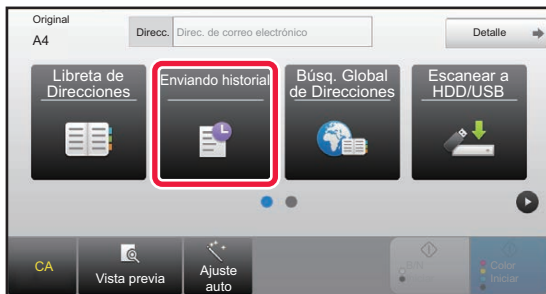 Original
A4
Direcc.
Direc. de correo electrónico
Detalle
Libreta de
Direcciones
Enviando historial
Búsq. Global
de Direcciones
Escanear a
HDD/USB
CA
Vista previa
Ajuste
auto
B/N
Iniciar
Color
Iniciar